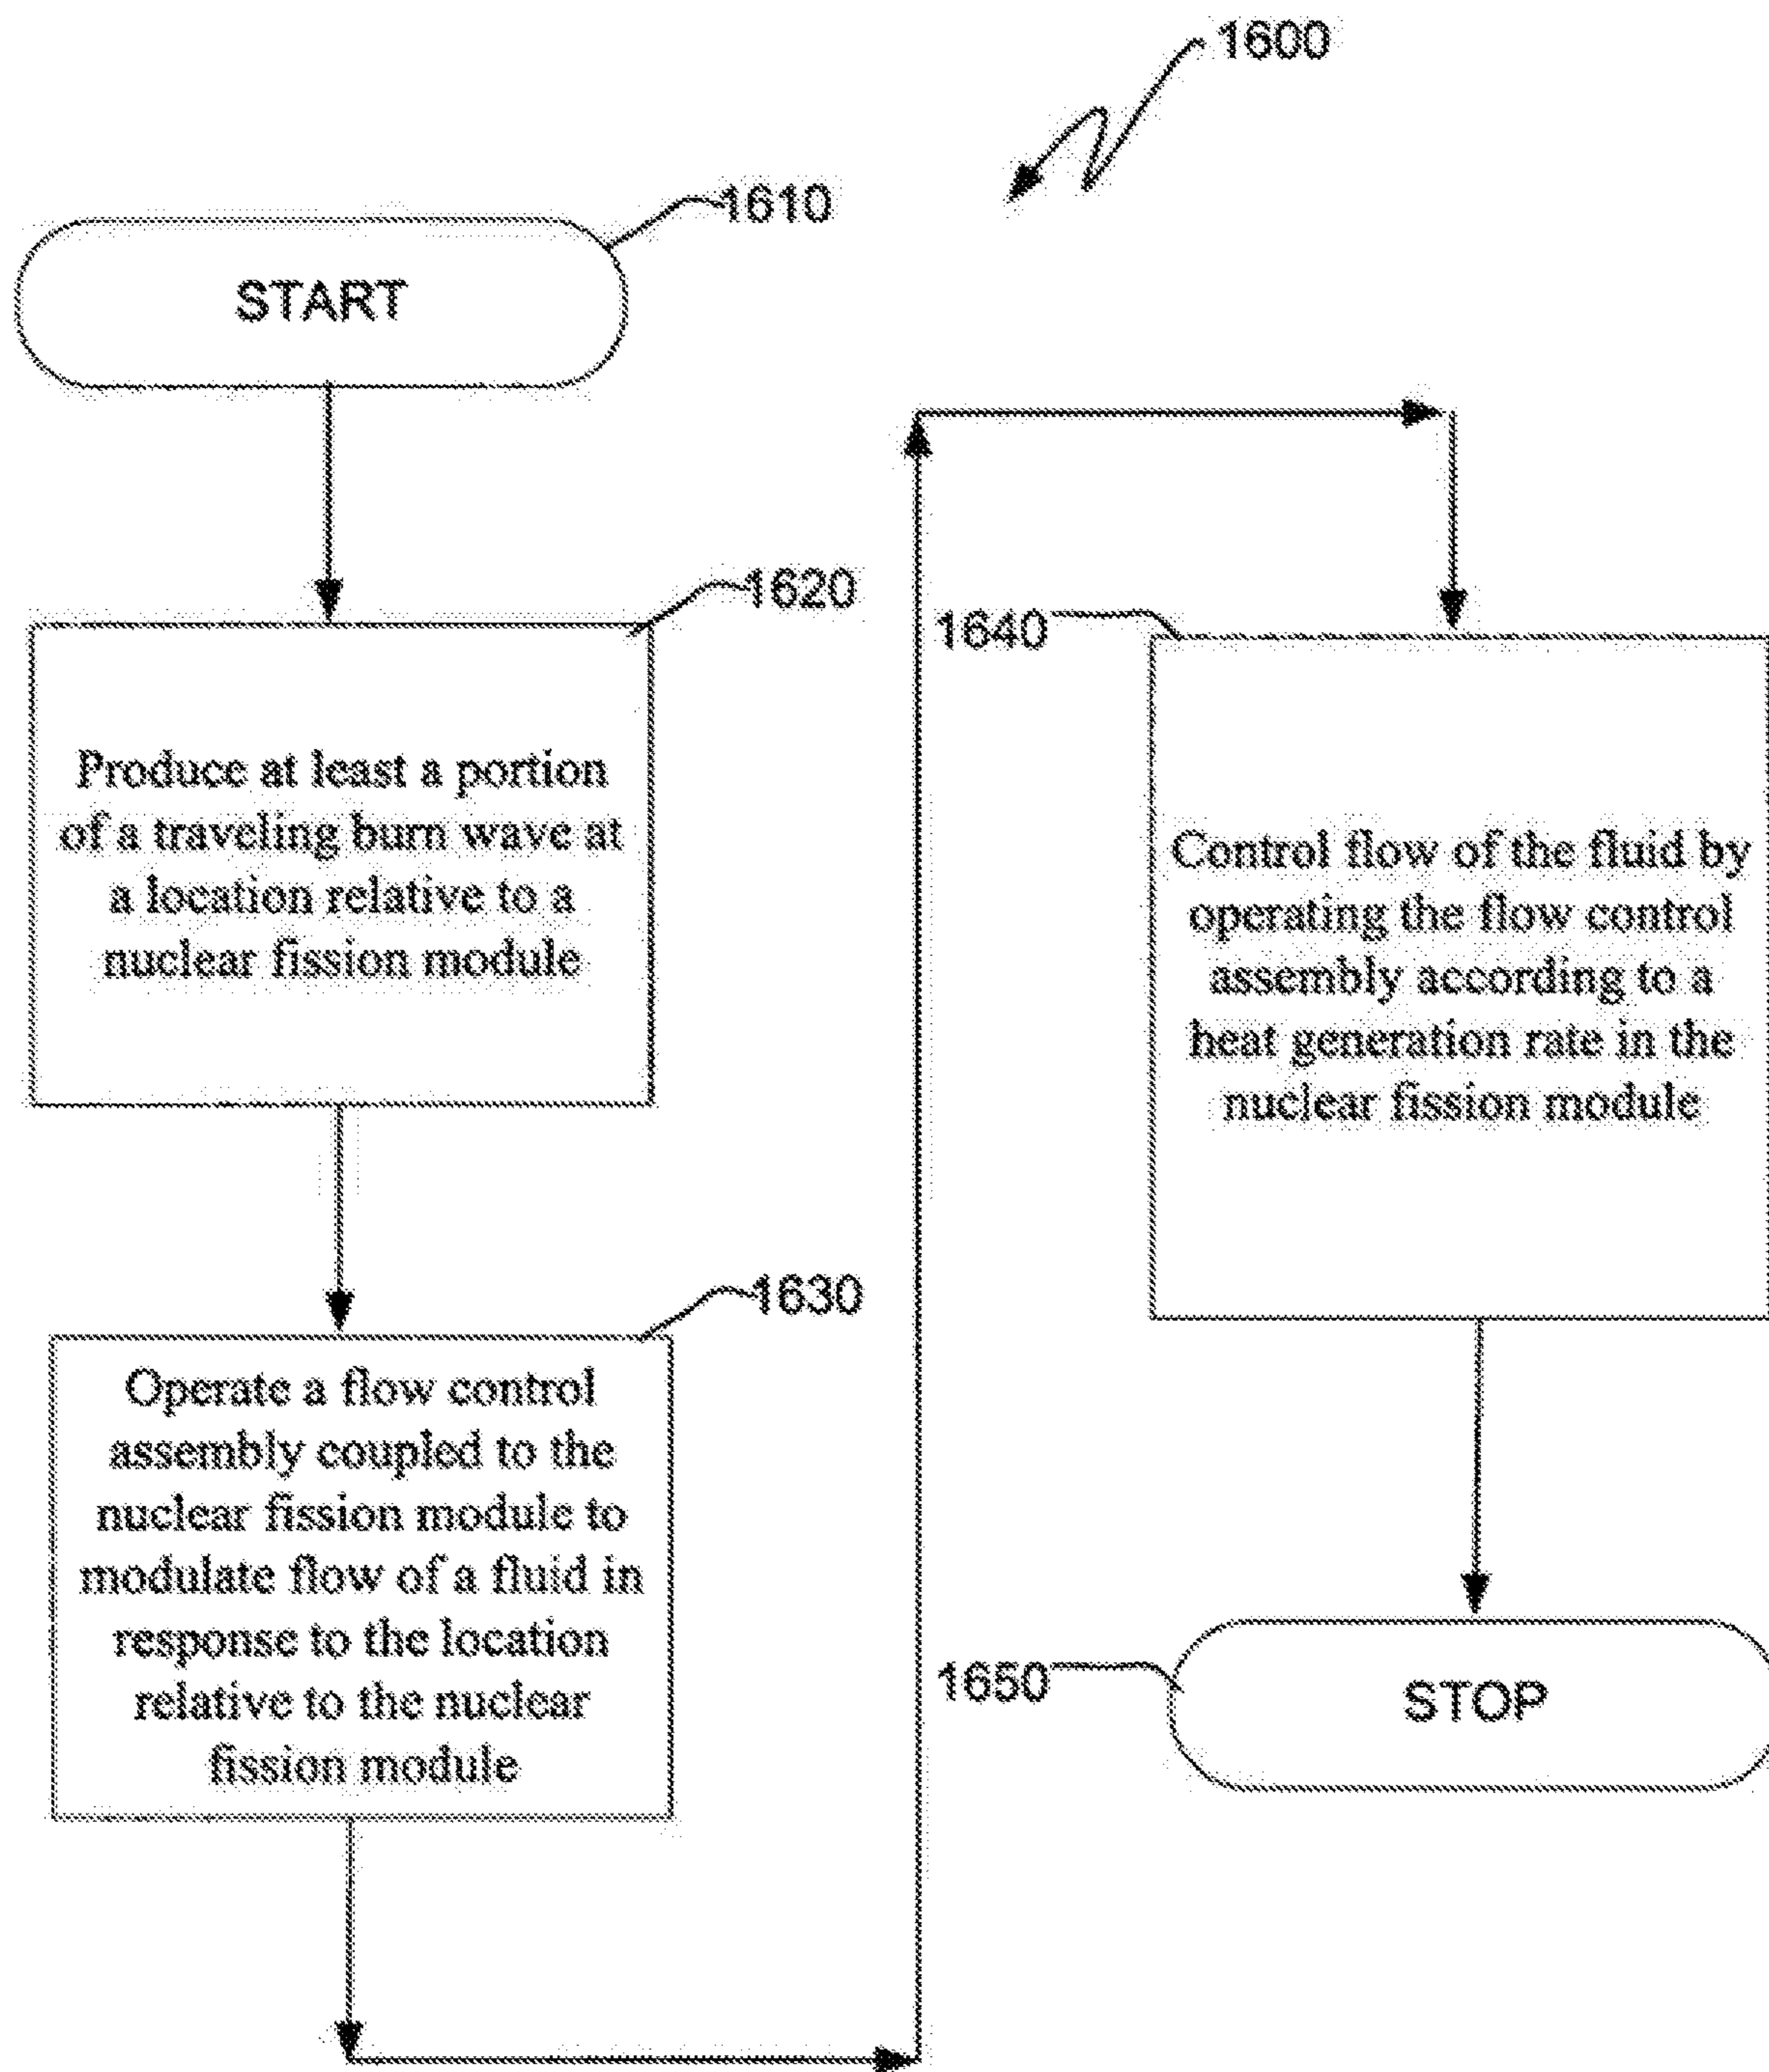 1600
1610
START
1620
Produce at least a portion
of a traveling burn wave at
a location relative to a
nuclear fission module
1630
Operate a flow control
assembly coupled to the
nuclear fission module to
modulate flow of a fluid in
response to the location
relative to the nuclear
fission module
1640
Control flow of the fluid by
operating the flow control
assembly according to a
heat generation rate in the
nuclear fission module
1650
STOP